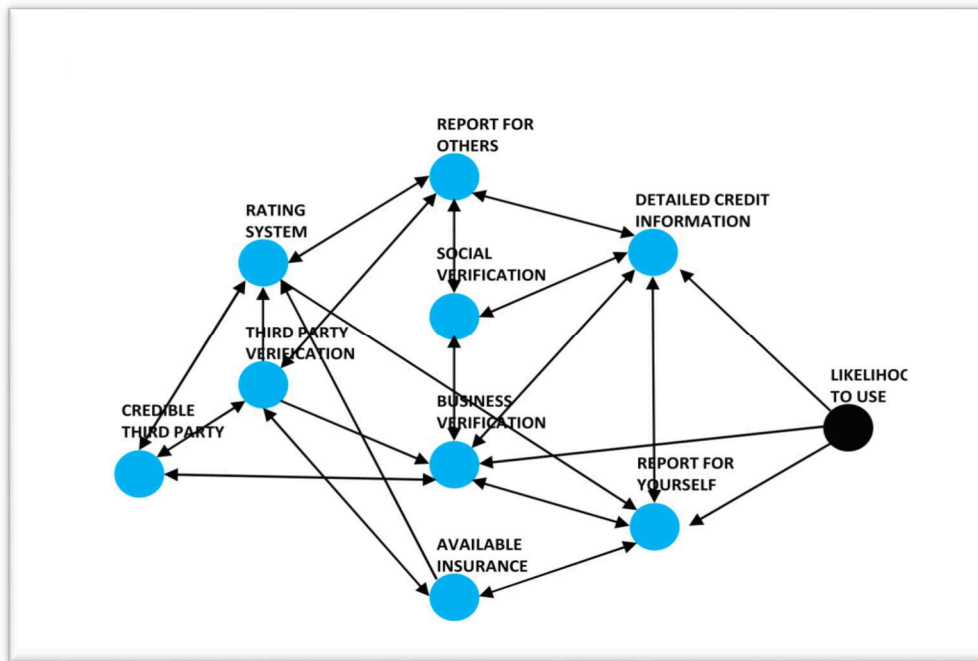 REPORT FOR
OTHERS
DETAILED CREDIT
INFORMATION
RATING
SYSTEM
SOCIAL
VERIFICATION
THIRD PARTY
VERIFICATION
LIKELIHOC
TO USE
BUSINESS
VERIFICATION
CREDIBLE
THIRD PARTY
REPORT FOR
YOURSELF
AVAILABLE
INSURANCE